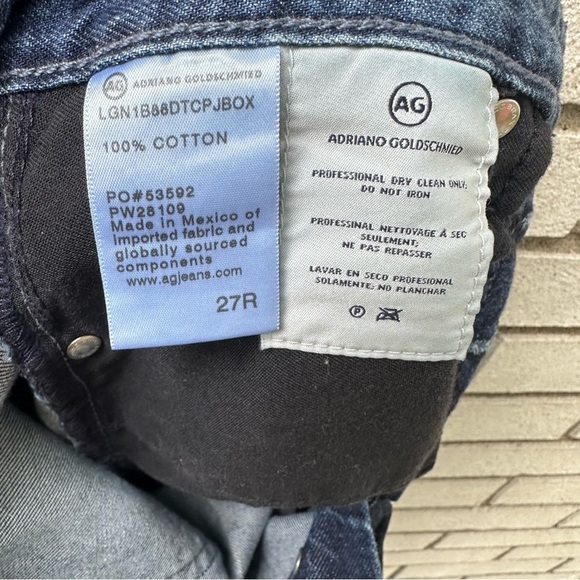 AG ADRIANO GOLDSCHMIED
LGN1B88DTCPJBOX
100% COTTON
PO#53592
PW28109
Made in Mexico of
Imported fabric and
globally sourced
components
www.agjeans.com
27R
AG
ADRIANO GOLDSCHMIED
PROFESSIONAL DRY CLEAN ONLY;
DO NOT IRON
PROFESSINAL NETTOYAGE À SEC
SEULEMENT;
NE PAS REPASSER
LAVAR EN SECO PROFESIONAL
SOLAMENTE; NO PLANCHAR
P